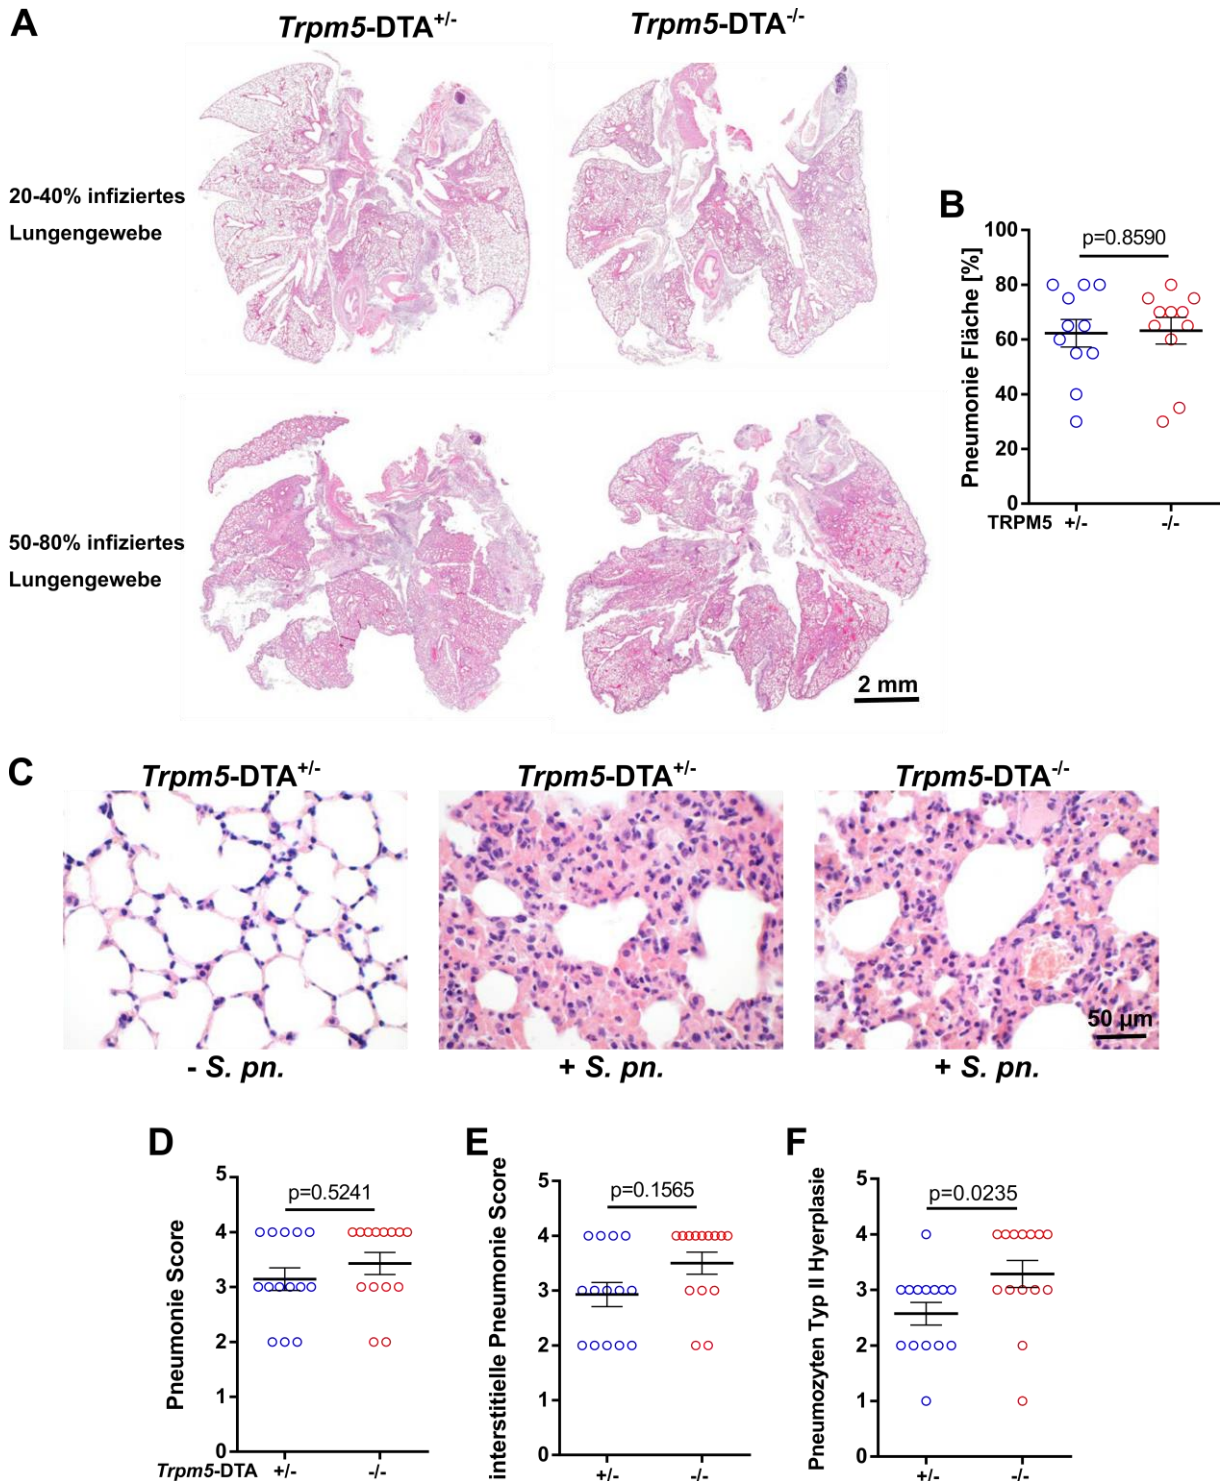 A
Trpm5-DTA+/-
Trpm5-DTA-/-
20-40% infiziertes
Lungengewebe
50-80% infiziertes
Lungengewebe
2 mm
B
Pneumonie Fläche [%]
100
80
60
40
20
0
p=0.8590
TRPM5 +/- -/-
C
Trpm5-DTA+/-
Trpm5-DTA+/-
Trpm5-DTA-/-
50 µm
- S. pn.
+ S. pn.
+ S. pn.
D
Pneumonie Score
5
4
3
2
1
0
p=0.5241
Trpm5-DTA +/- -/-
E
interstitielle Pneumonie Score
5
4
3
2
1
0
p=0.1565
+/- -/-
F
Pneumozyten Typ II Hyerplasie
5
4
3
2
1
0
p=0.0235
+/- -/-